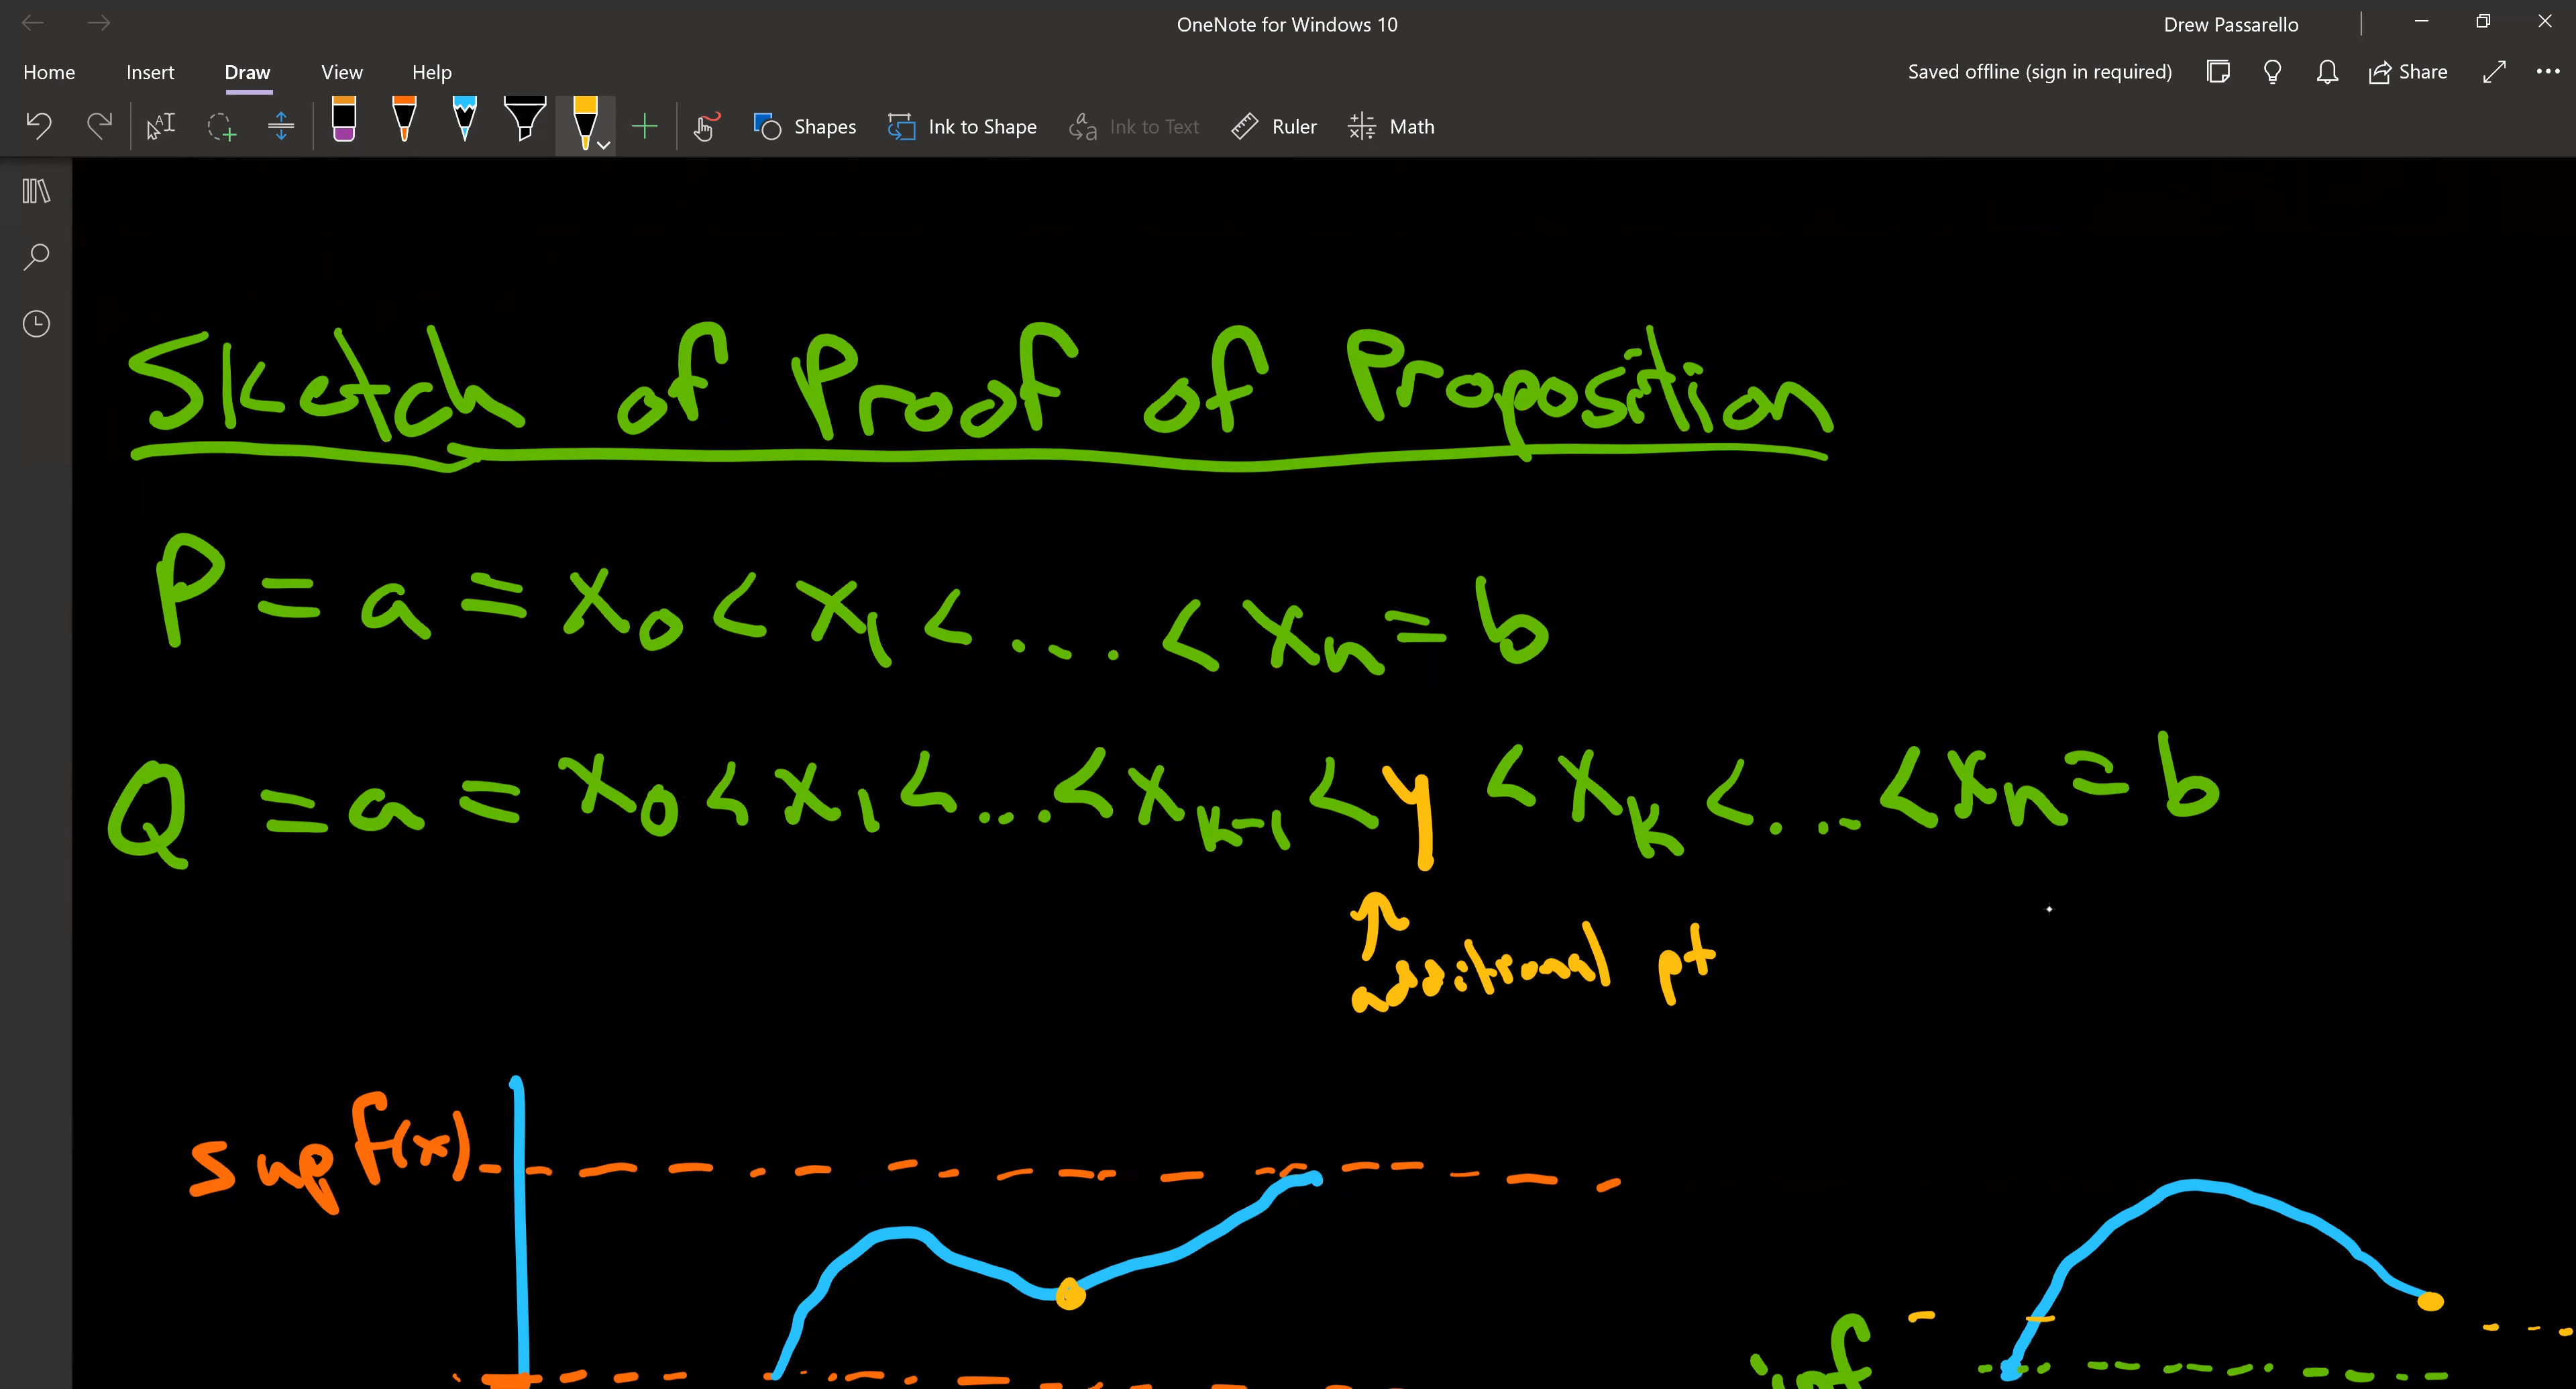 OneNote for Windows 10
Drew Passarello
Home Insert Draw View Help
Saved offline (sign in required) Share
Shapes Ink to Shape Ink to Text Ruler Math
Sketch of Proof of Proposition
P = a = x₀ < x₁ < .... < xₙ = b
Q = a = x₀ < x₁ < ... < xₖ₋₁ < y < xₖ < ... < xₙ = b
↑
additional pt
sup f(x)
inf